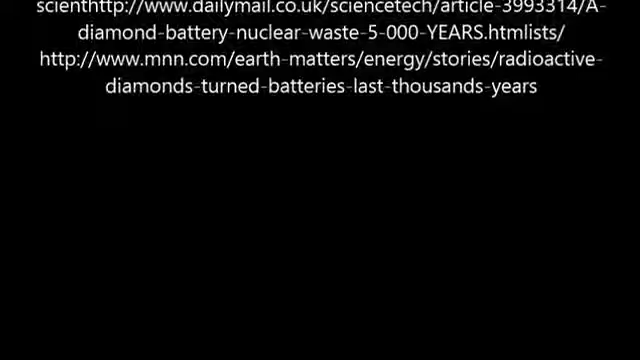 scienthttp://www.dailymail.co.uk/sciencetech/article-3993314/A-
diamond-battery-nuclear-waste-5-000-YEARS.htmlists/
http://www.mnn.com/earth-matters/energy/stories/radioactive-
diamonds-turned-batteries-last-thousands-years